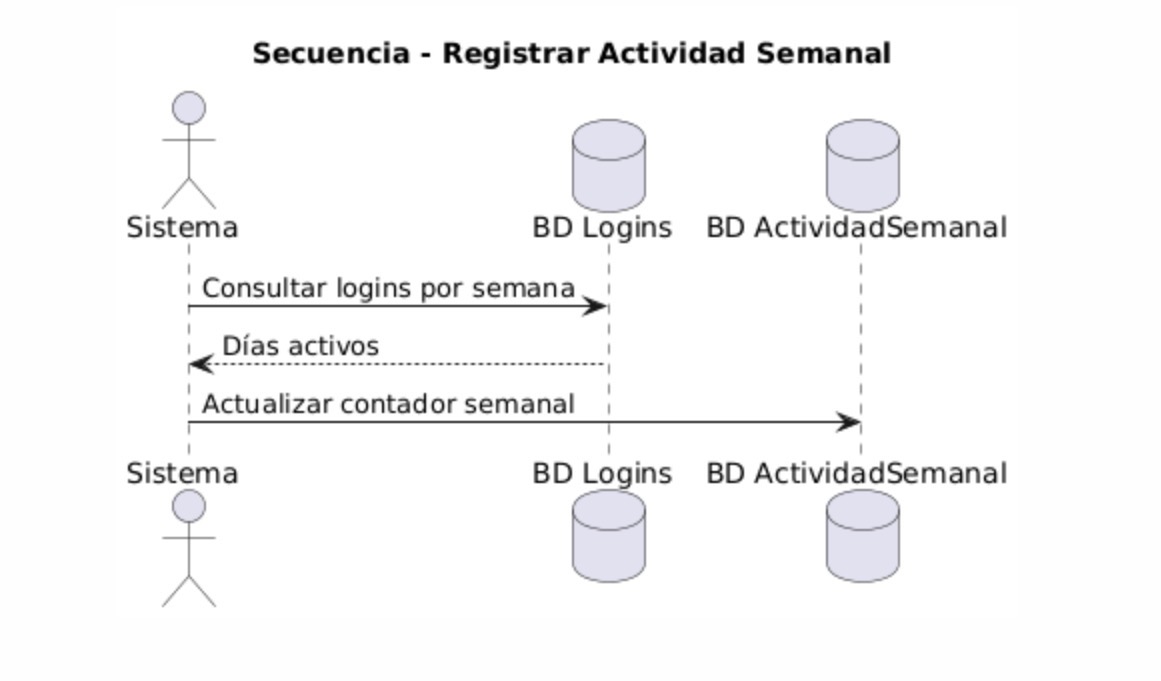 Secuencia - Registrar Actividad Semanal
Sistema
BD Logins
BD ActividadSemanal
Consultar logins por semana
Días activos
Actualizar contador semanal
Sistema
BD Logins
BD ActividadSemanal